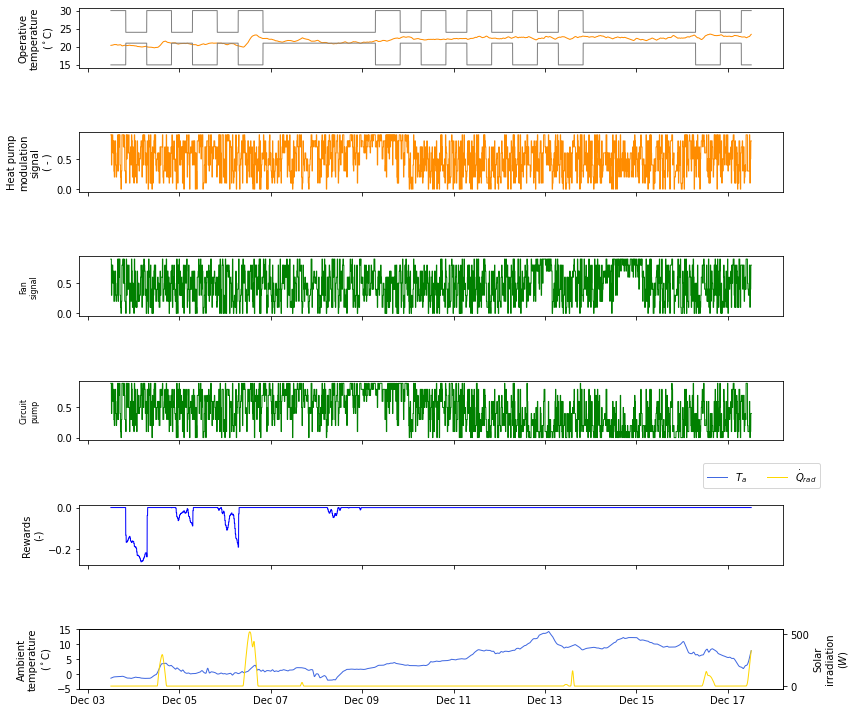 Operative
temperature
(°C)
30
25
20
15
Heat pump
modulation
signal
( - )
0.5
0.0
Fan
signal
0.5
0.0
Circuit
pump
0.5
0.0
Tₐ
Q̇rad
Rewards
(-)
0.0
−0.2
Ambient
temperature
(°C)
15
10
5
0
−5
500
0
Solar
irradiation
(W)
Dec 03 Dec 05 Dec 07 Dec 09 Dec 11 Dec 13 Dec 15 Dec 17